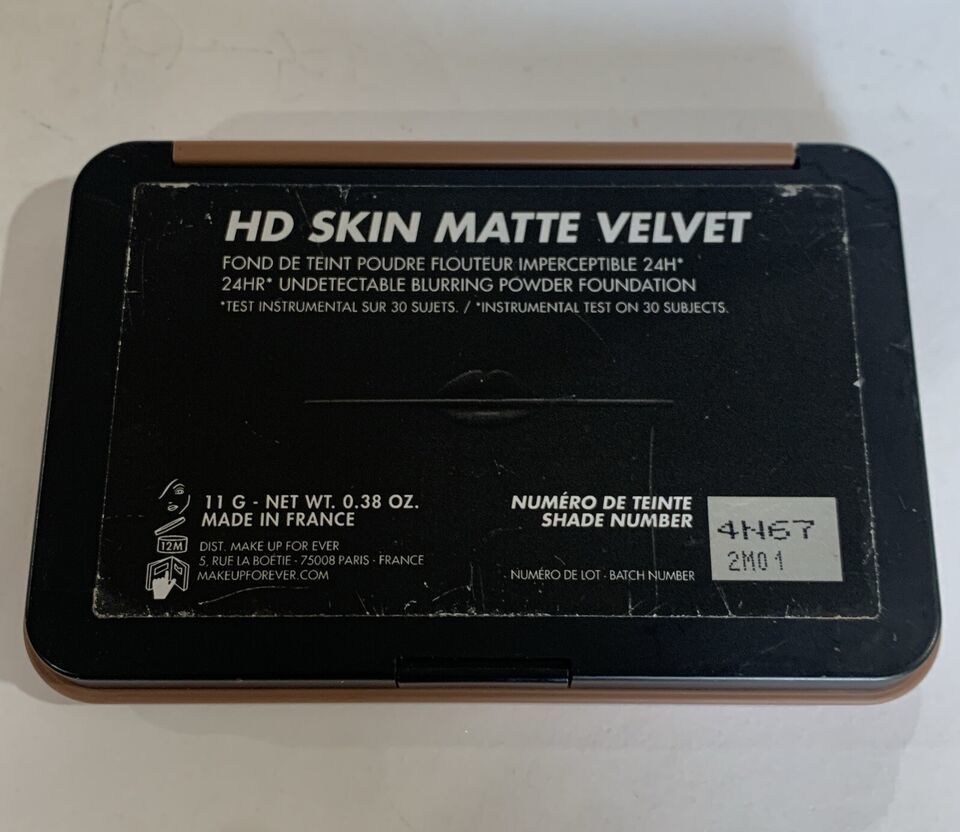 HD SKIN MATTE VELVET
FOND DE TEINT POUDRE FLOUTEUR IMPERCEPTIBLE 24H*
24HR* UNDETECTABLE BLURRING POWDER FOUNDATION
*TEST INSTRUMENTAL SUR 30 SUJETS. / *INSTRUMENTAL TEST ON 30 SUBJECTS.
11 G - NET WT. 0.38 OZ.
MADE IN FRANCE
12M
DIST. MAKE UP FOR EVER
5, RUE LA BOÉTIE - 75008 PARIS - FRANCE
MAKEUPFOREVER.COM
NUMÉRO DE TEINTE
SHADE NUMBER
4N67
NUMÉRO DE LOT - BATCH NUMBER
2M01